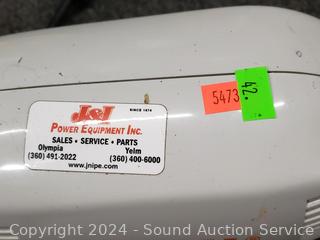 J&I
SINCE 1974
POWER EQUIPMENT INC.
SALES • SERVICE • PARTS
Olympia Yelm
(360) 491-2022 (360) 400-6000
www.jnipe.com
5473
42.
Copyright 2024 - Sound Auction Service